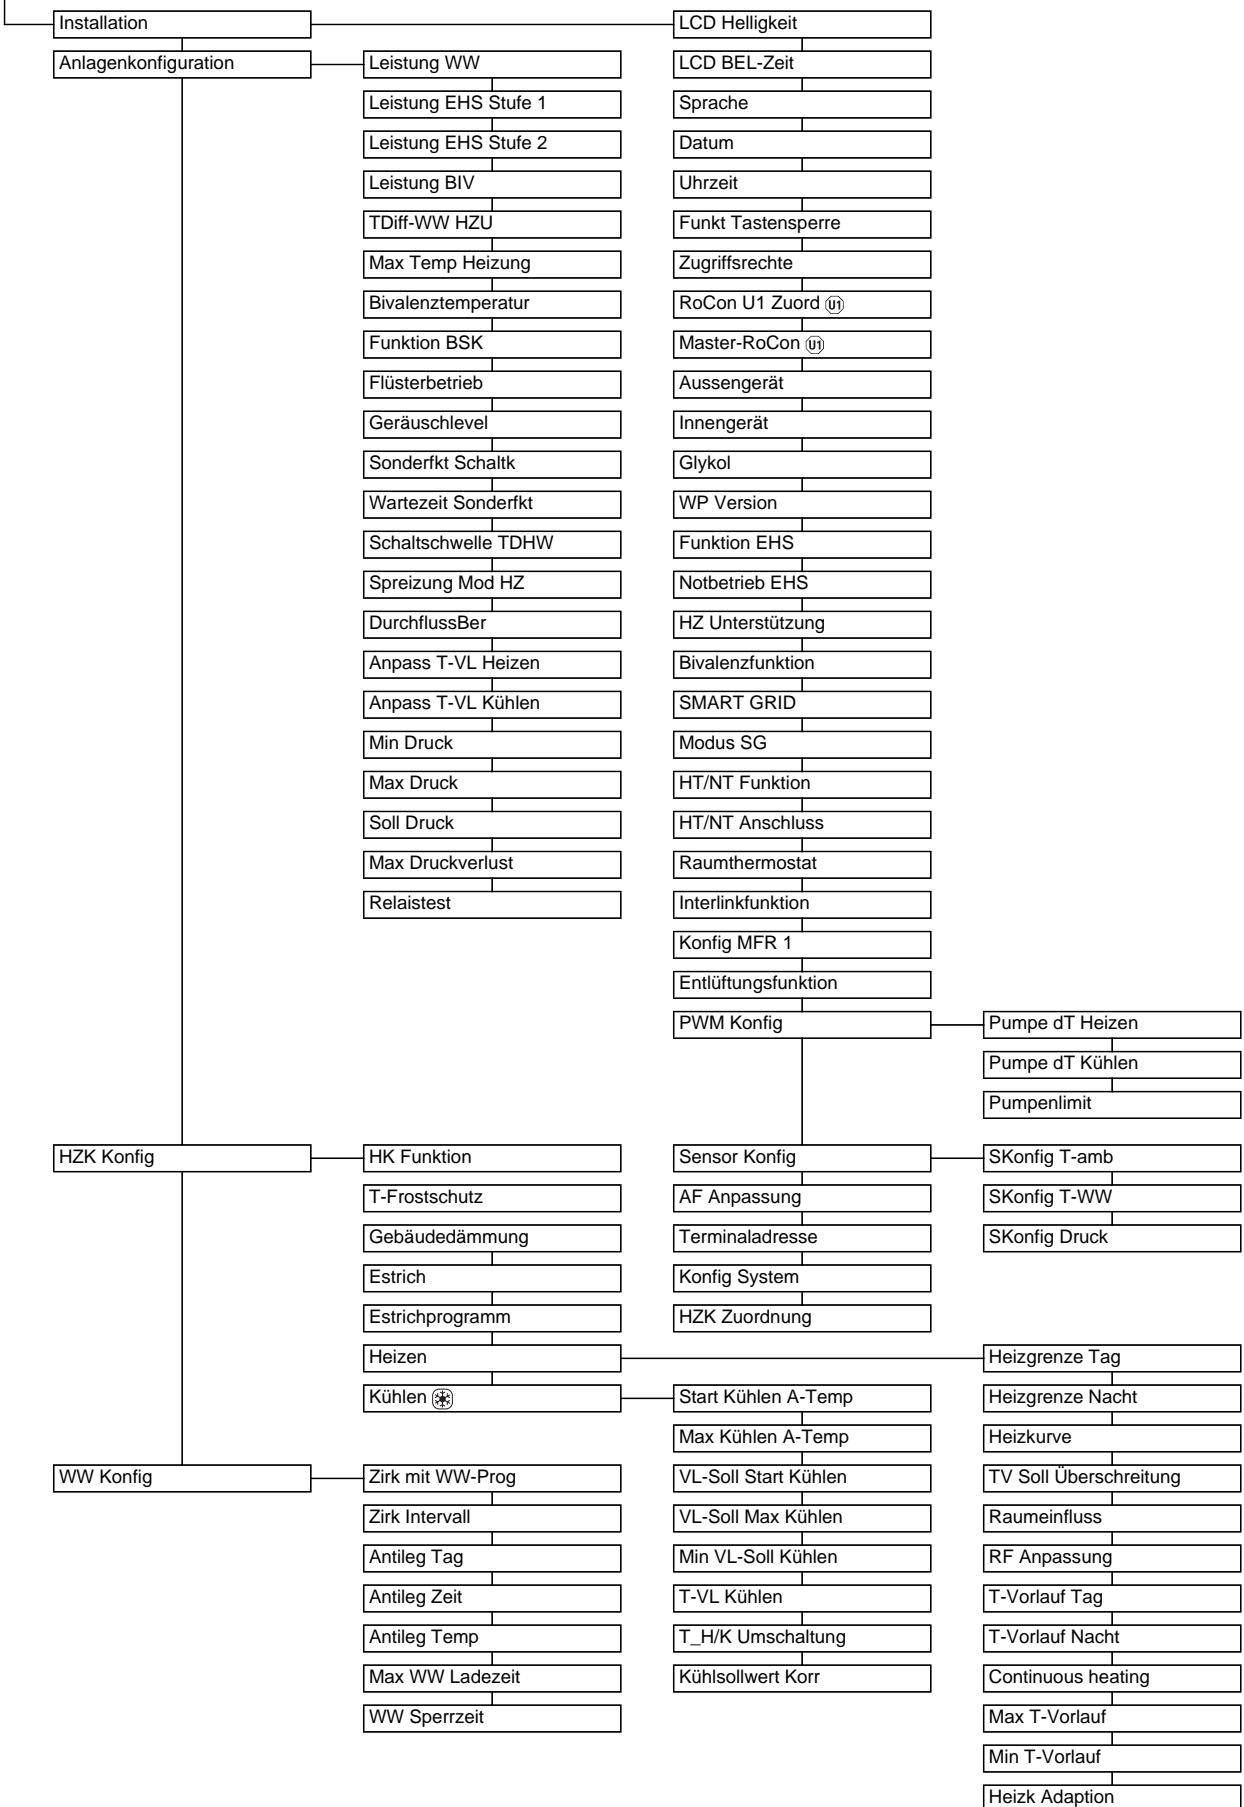 Installation
LCD Helligkeit
Anlagenkonfiguration
Leistung WW
LCD BEL-Zeit
Leistung EHS Stufe 1
Sprache
Leistung EHS Stufe 2
Datum
Leistung BIV
Uhrzeit
TDiff-WW HZU
Funkt Tastensperre
Max Temp Heizung
Zugriffsrechte
Bivalenztemperatur
RoCon U1 Zuord U1
Funktion BSK
Master-RoCon U1
Flüsterbetrieb
Aussengerät
Geräuschlevel
Innengerät
Sonderfkt Schaltk
Glykol
Wartezeit Sonderfkt
WP Version
Schaltschwelle TDHW
Funktion EHS
Spreizung Mod HZ
Notbetrieb EHS
DurchflussBer
HZ Unterstützung
Anpass T-VL Heizen
Bivalenzfunktion
Anpass T-VL Kühlen
SMART GRID
Min Druck
Modus SG
Max Druck
HT/NT Funktion
Soll Druck
HT/NT Anschluss
Max Druckverlust
Raumthermostat
Relaistest
Interlinkfunktion
Konfig MFR 1
Entlüftungsfunktion
PWM Konfig
Pumpe dT Heizen
Pumpe dT Kühlen
Pumpenlimit
HZK Konfig
HK Funktion
Sensor Konfig
SKonfig T-amb
T-Frostschutz
AF Anpassung
SKonfig T-WW
Gebäudedämmung
Terminaladresse
SKonfig Druck
Estrich
Konfig System
Estrichprogramm
HZK Zuordnung
Heizen
Heizgrenze Tag
Kühlen
Start Kühlen A-Temp
Heizgrenze Nacht
Max Kühlen A-Temp
Heizkurve
WW Konfig
Zirk mit WW-Prog
VL-Soll Start Kühlen
TV Soll Überschreitung
Zirk Intervall
VL-Soll Max Kühlen
Raumeinfluss
Antileg Tag
Min VL-Soll Kühlen
RF Anpassung
Antileg Zeit
T-VL Kühlen
T-Vorlauf Tag
Antileg Temp
T_H/K Umschaltung
T-Vorlauf Nacht
Max WW Ladezeit
Kühlsollwert Korr
Continuous heating
WW Sperrzeit
Max T-Vorlauf
Min T-Vorlauf
Heizk Adaption